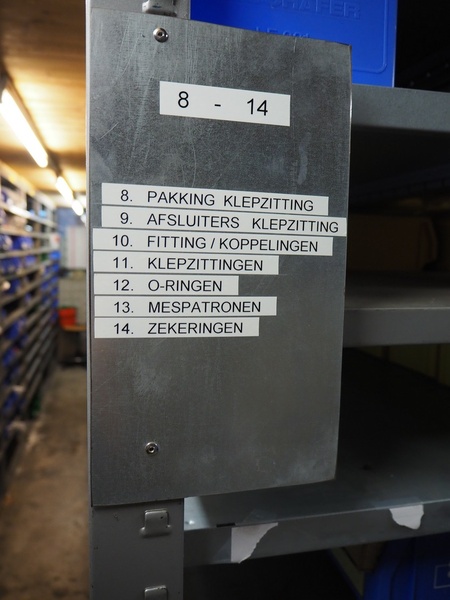 8 - 14
8. PAKKING KLEPZITTING
9. AFSLUITERS KLEPZITTING
10. FITTING / KOPPELINGEN
11. KLEPZITTINGEN
12. O-RINGEN
13. MESPATRONEN
14. ZEKERINGEN